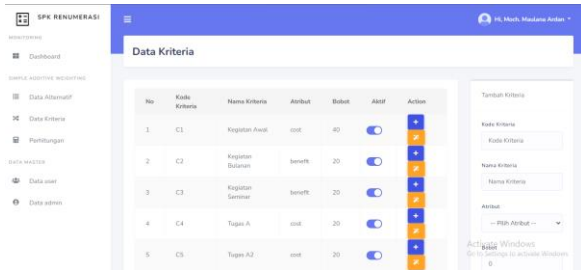 SPK RENUMERASI
Hi, Moch. Maulana Ardan
MONITORING
Dashboard
SIMPLE ADDITIVE WEIGHTING
Data Alternatif
Data Kriteria
Perhitungan
DATA MASTER
Data user
Data admin
Data Kriteria
No Kode Kriteria Nama Kriteria Atribut Bobot Aktif Action
1 C1 Kegiatan Awal cost 40
2 C2 Kegiatan Bulanan benefit 20
3 C3 Kegiatan Seminar benefit 20
4 C4 Tugas A cost 20
5 C5 Tugas A2 cost 20
Tambah Kriteria
Kode Kriteria
Kode Kriteria
Nama Kriteria
Nama Kriteria
Atribut
-- Pilih Atribut --
Bobot
0
Activate Windows
Go to Settings to activate Windows.